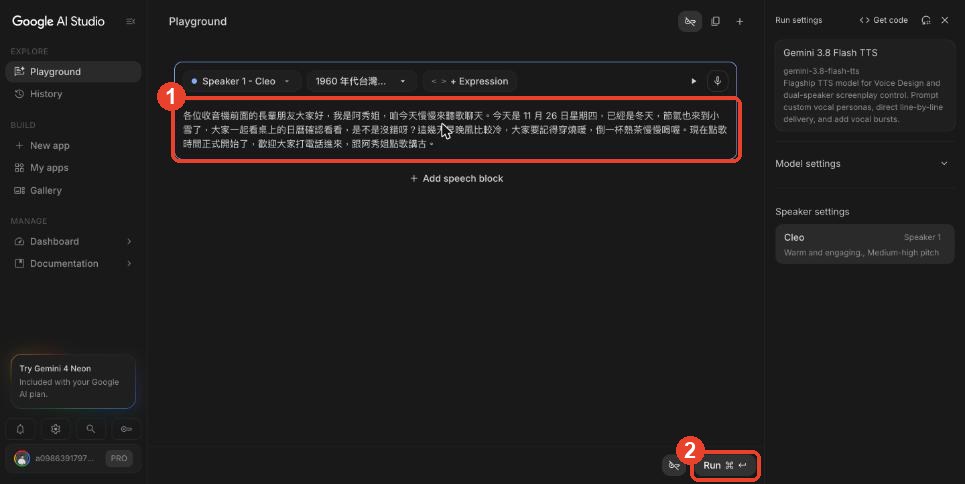 Google AI Studio
EXPLORE
Playground
History
BUILD
New app
My apps
Gallery
MANAGE
Dashboard
Documentation
Try Gemini 4 Neon
Included with your Google
AI plan.
a0986391797...
PRO
Playground
Speaker 1 - Cleo
1960 年代台灣...
< > + Expression
1
各位收音機前面的長輩朋友大家好,我是阿秀姐,咱今天慢慢來聽歌聊天。今天是 11 月 26 日星期四,已經是冬天,節氣也來到小
雪了,大家一起看桌上的日曆確認看看,是不是沒錯呀?這幾天早晚風比較冷,大家要記得穿燒暖,倒一杯熱茶慢慢喝喔。現在點歌
時間正式開始了,歡迎大家打電話進來,跟阿秀姐點歌講古。
+ Add speech block
2
Run ⌘ ↩
Run settings
<> Get code
Gemini 3.8 Flash TTS
gemini-3.8-flash-tts
Flagship TTS model for Voice Design and
dual-speaker screenplay control. Prompt
custom vocal personas, direct line-by-line
delivery, and add vocal bursts.
Model settings
Speaker settings
Cleo
Speaker 1
Warm and engaging., Medium-high pitch